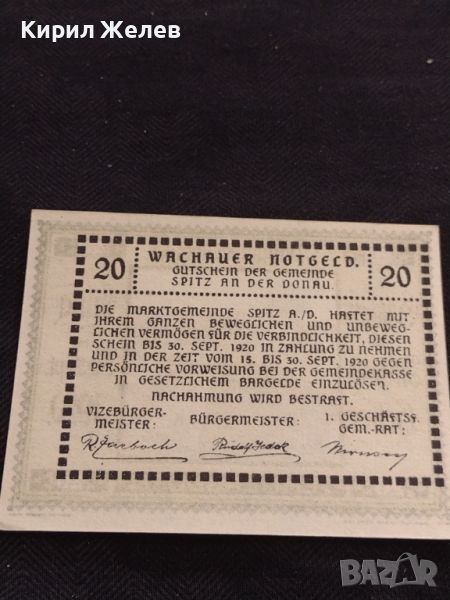 Кирил Желев
WACHAUER NOTGELD.
20 GUTSCHEIN DER GEMEINDE 20
SPITZ AN DER DONAU.
DIE MARKTGEMEINDE SPITZ A./D. HAFTET MIT
IHREM GANZEN BEWEGLICHEN UND UNBEWEG-
LICHEN VERMÖGEN FÜR DIE VERBINDLICHKEIT, DIESEN
SCHEIN BIS 30. SEPT. 1920 IN ZAHLUNG ZU NEHMEN
UND IN DER ZEIT VOM 15. BIS 30. SEPT. 1920 GEGEN
PERSÖNLICHE VORWEISUNG BEI DER GEMEINDEKASSE
IN GESETZLICHEM BARGELDE EINZULÖSEN.
NACHAHMUNG WIRD BESTRAFT.
VIZEBÜRGER- BÜRGERMEISTER: 1. GESCHÄFTSF.
MEISTER: GEM.-RAT:
BAZAR